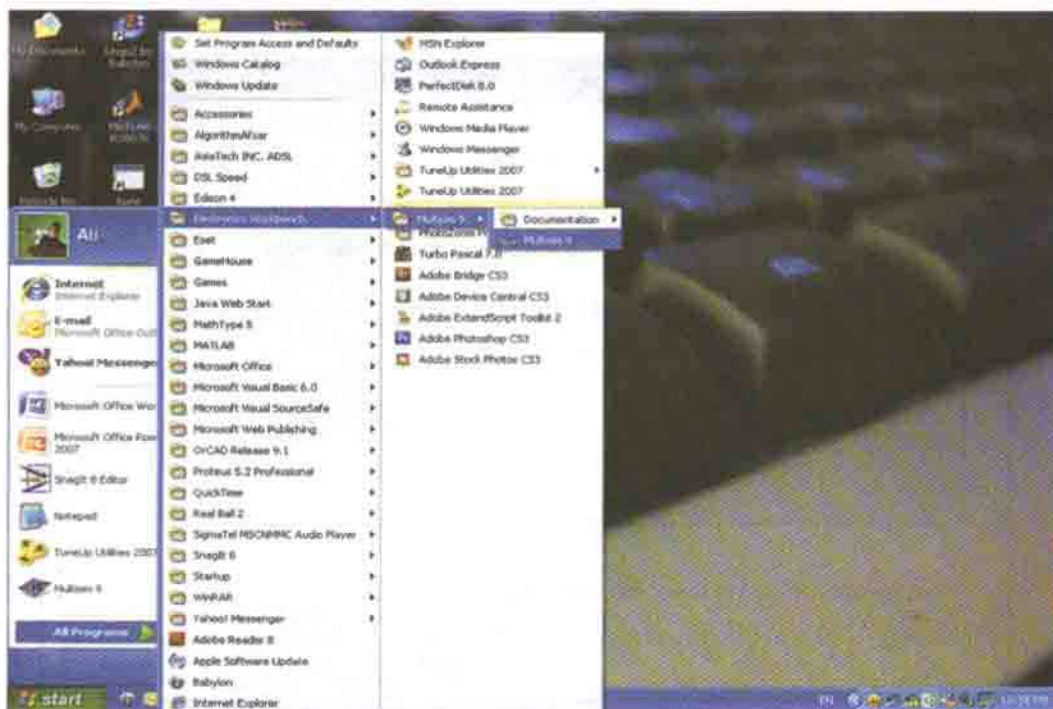 My Documents
My Computer
Set Program Access and Defaults
Windows Catalog
Windows Update
Accessories
AlgorithmAfsar
AsiaTech INC. ADSL
DSL Speed
Edison 4
Electronics Workbench
Eset
GameHouse
Games
Java Web Start
MathType 5
MATLAB
Microsoft Office
Microsoft Visual Basic 6.0
Microsoft Visual SourceSafe
Microsoft Web Publishing
OrCAD Release 9.1
Proteus 5.2 Professional
QuickTime
Real Ball 2
SigmaTel MSCNMMC Audio Player
SnagIt 8
Startup
WinRAR
Yahoo! Messenger
Adobe Reader 8
Apple Software Update
Babylon
Internet Explorer
MSN Explorer
Outlook Express
PerfectDisk 8.0
Remote Assistance
Windows Media Player
Windows Messenger
TuneUp Utilities 2007
TuneUp Utilities 2007
Multisim 9
Turbo Pascal 7.0
Adobe Bridge CS3
Adobe Device Central CS3
Adobe ExtendScript Toolkit 2
Adobe Photoshop CS3
Adobe Stock Photos CS3
Documentation
Multisim 9
Ali
Internet
Internet Explorer
E-mail
Microsoft Office
Yahoo! Messenge
Microsoft Office Wor
Microsoft Office Pow
2007
SnagIt 8 Editor
Notepad
TuneUp Utilities 2007
Multisim 9
All Programs
start
EN